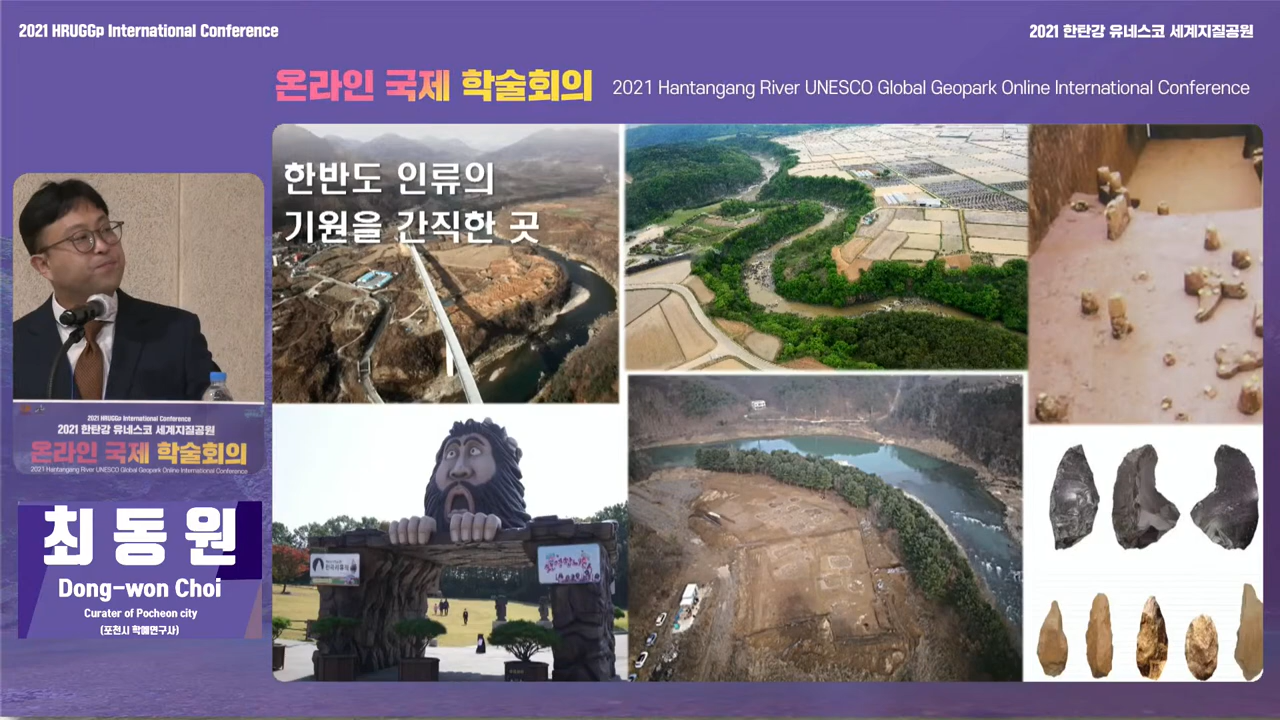 2021 HRUGGp International Conference
2021 한탄강 유네스코 세계지질공원
온라인 국제 학술회의
2021 Hantangang River UNESCO Global Geopark Online International Conference
한반도 인류의
기원을 간직한 곳
2021 HRUGGp International Conference
2021 한탄강 유네스코 세계지질공원
온라인 국제 학술회의
2021 Hantangang River UNESCO Global Geopark Online International Conference
최동원
Dong-won Choi
Curater of Pocheon city
(포천시 학예연구사)